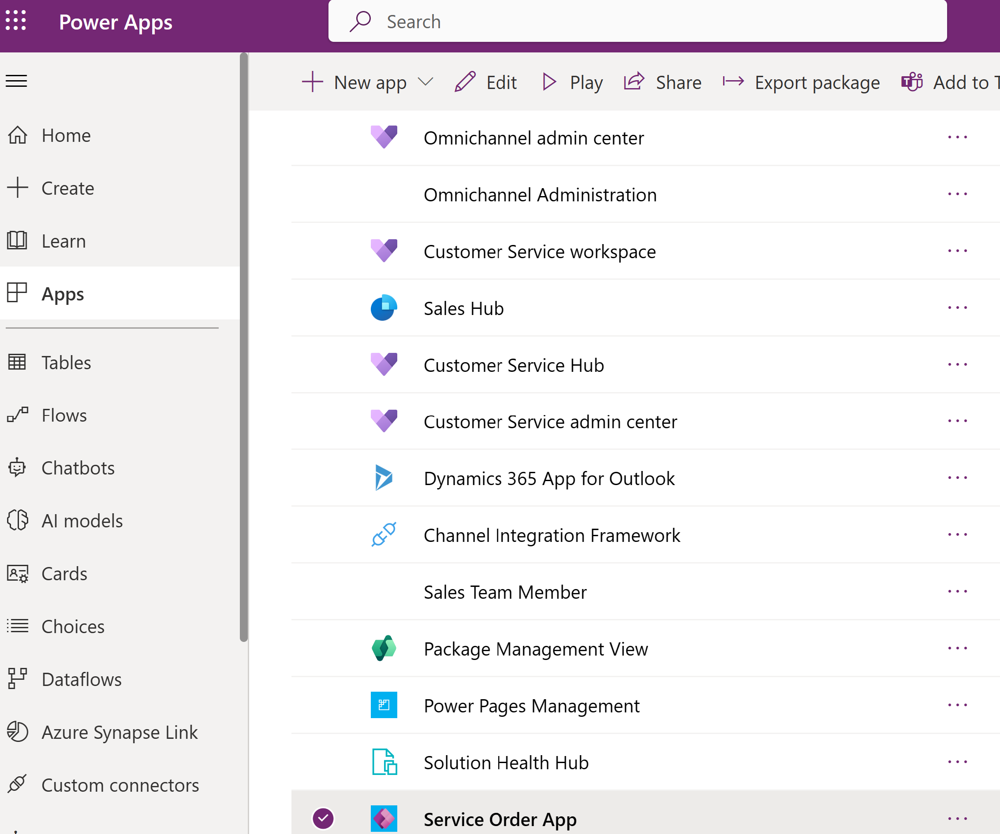 Power Apps
Search
New app
Edit
Play
Share
Export package
Add to T
Home
Create
Learn
Apps
Tables
Flows
Chatbots
AI models
Cards
Choices
Dataflows
Azure Synapse Link
Custom connectors
Omnichannel admin center
Omnichannel Administration
Customer Service workspace
Sales Hub
Customer Service Hub
Customer Service admin center
Dynamics 365 App for Outlook
Channel Integration Framework
Sales Team Member
Package Management View
Power Pages Management
Solution Health Hub
Service Order App